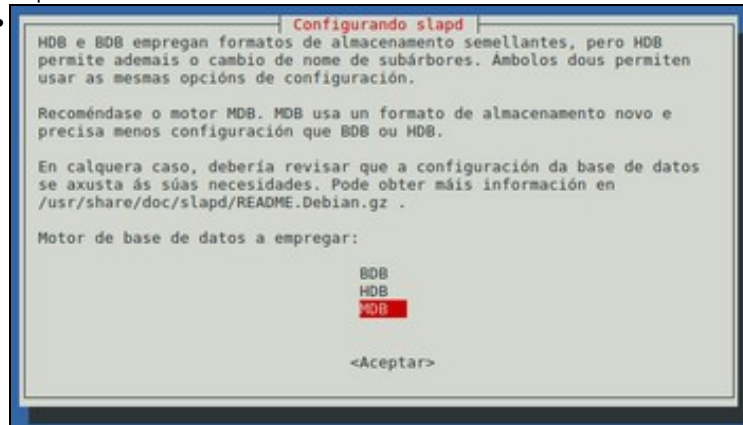 Configurando slapd
HDB e BDB empregan formatos de almacenamento semellantes, pero HDB
permite ademais o cambio de nome de subárbores. Ámbolos dous permiten
usar as mesmas opcións de configuración.
Recoméndase o motor MDB. MDB usa un formato de almacenamento novo e
precisa menos configuración que BDB ou HDB.
En calquera caso, debería revisar que a configuración da base de datos
se axusta ás súas necesidades. Pode obter máis información en
/usr/share/doc/slapd/README.Debian.gz .
Motor de base de datos a empregar:
BDB
HDB
MDB
<Aceptar>